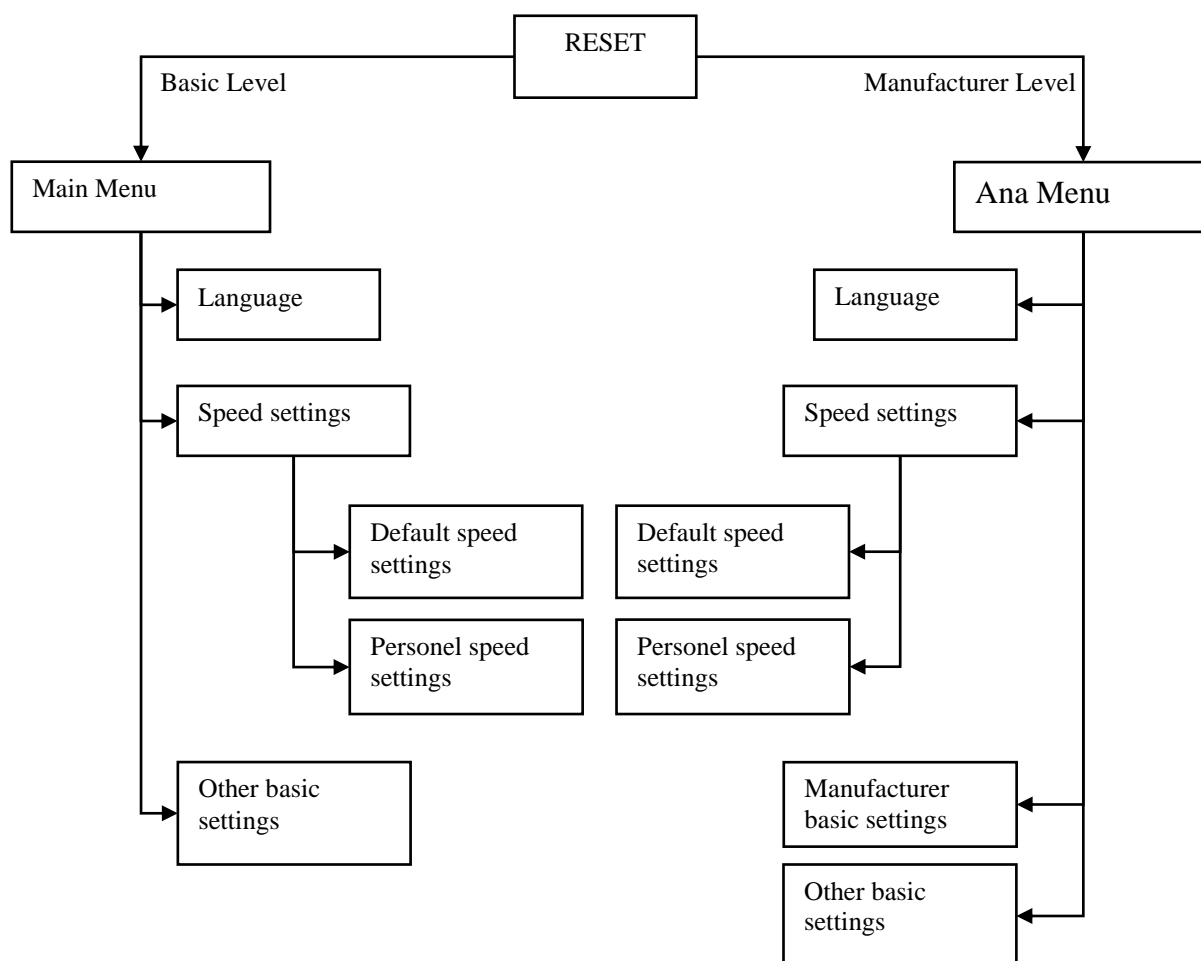 RESET
Basic Level
Manufacturer Level
Main Menu
Ana Menu
Language
Language
Speed settings
Speed settings
Default speed
settings
Default speed
settings
Personel speed
settings
Personel speed
settings
Other basic
settings
Manufacturer
basic settings
Other basic
settings